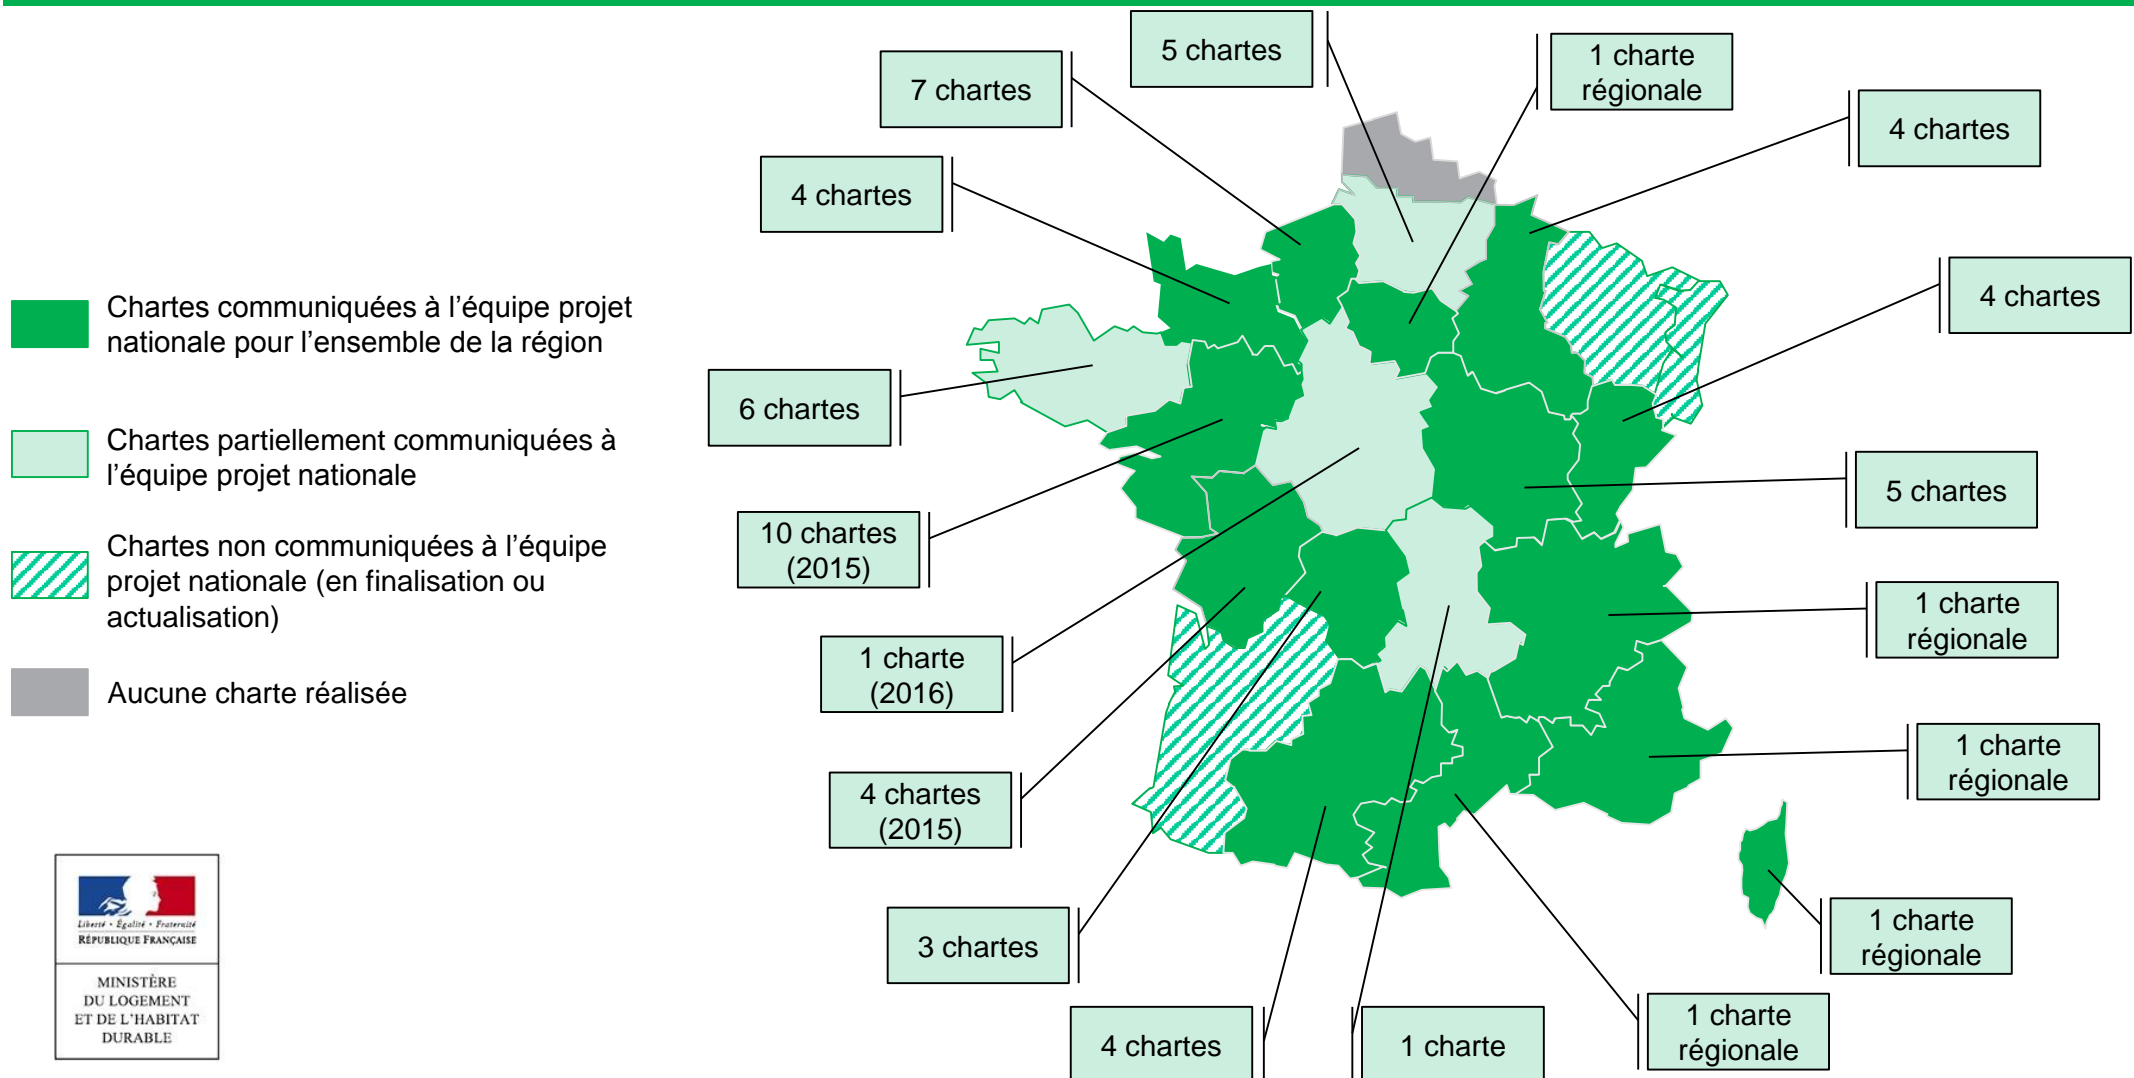 5 chartes
1 charte
régionale
7 chartes
4 chartes
4 chartes
4 chartes
Chartes communiquées à l’équipe projet
nationale pour l’ensemble de la région
6 chartes
Chartes partiellement communiquées à
l’équipe projet nationale
5 chartes
10 chartes
(2015)
Chartes non communiquées à l’équipe
projet nationale (en finalisation ou
actualisation)
1 charte
régionale
1 charte
(2016)
Aucune charte réalisée
1 charte
régionale
4 chartes
(2015)
Liberté • Égalité • Fraternité
RÉPUBLIQUE FRANÇAISE
MINISTÈRE
DU LOGEMENT
ET DE L’HABITAT
DURABLE
3 chartes
1 charte
régionale
4 chartes
1 charte
1 charte
régionale